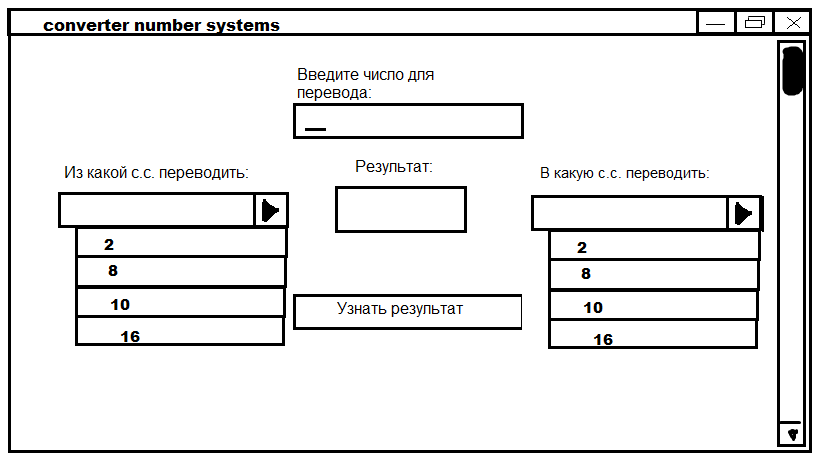 converter number systems
Введите число для
перевода:
Из какой с.с. переводить:
Результат:
В какую с.с. переводить:
2
8
10
16
Узнать результат
2
8
10
16